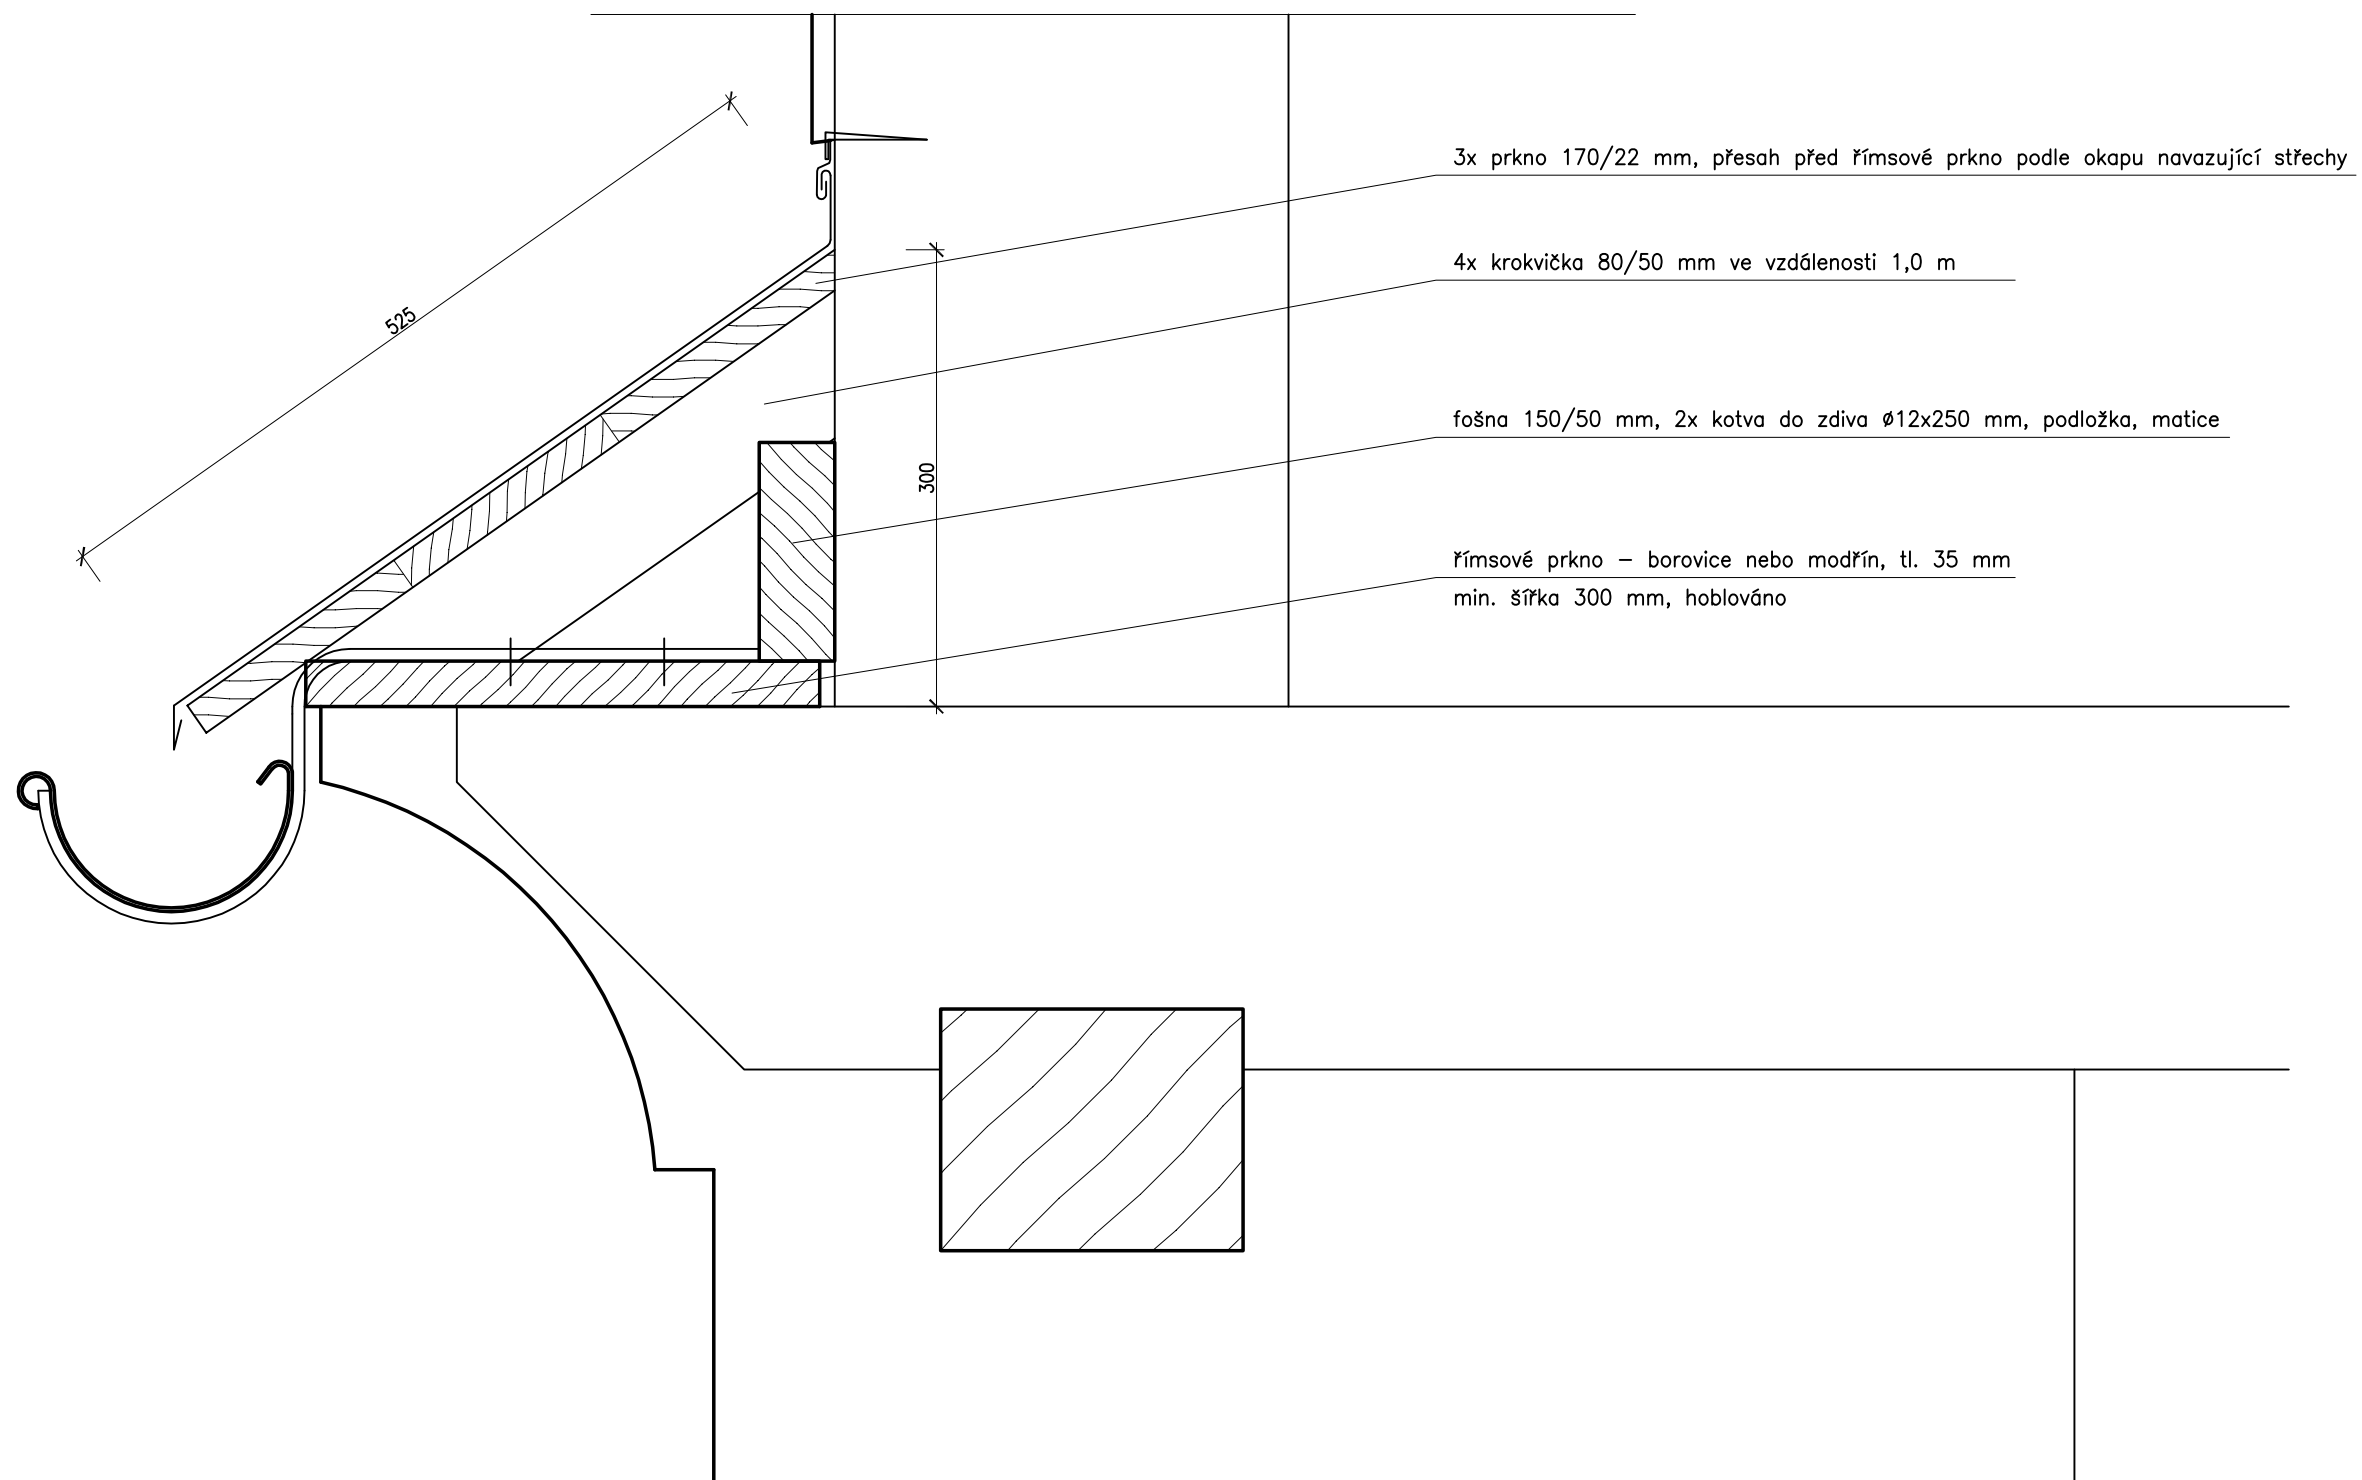 3x prkno 170/22 mm, přesah před římsové prkno podle okapu navazující střechy
4x krokvička 80/50 mm ve vzdálenosti 1,0 m
525
fošna 150/50 mm, 2x kotva do zdiva ø12x250 mm, podložka, matice
300
římsové prkno – borovice nebo modřín, tl. 35 mm
min. šířka 300 mm, hoblováno